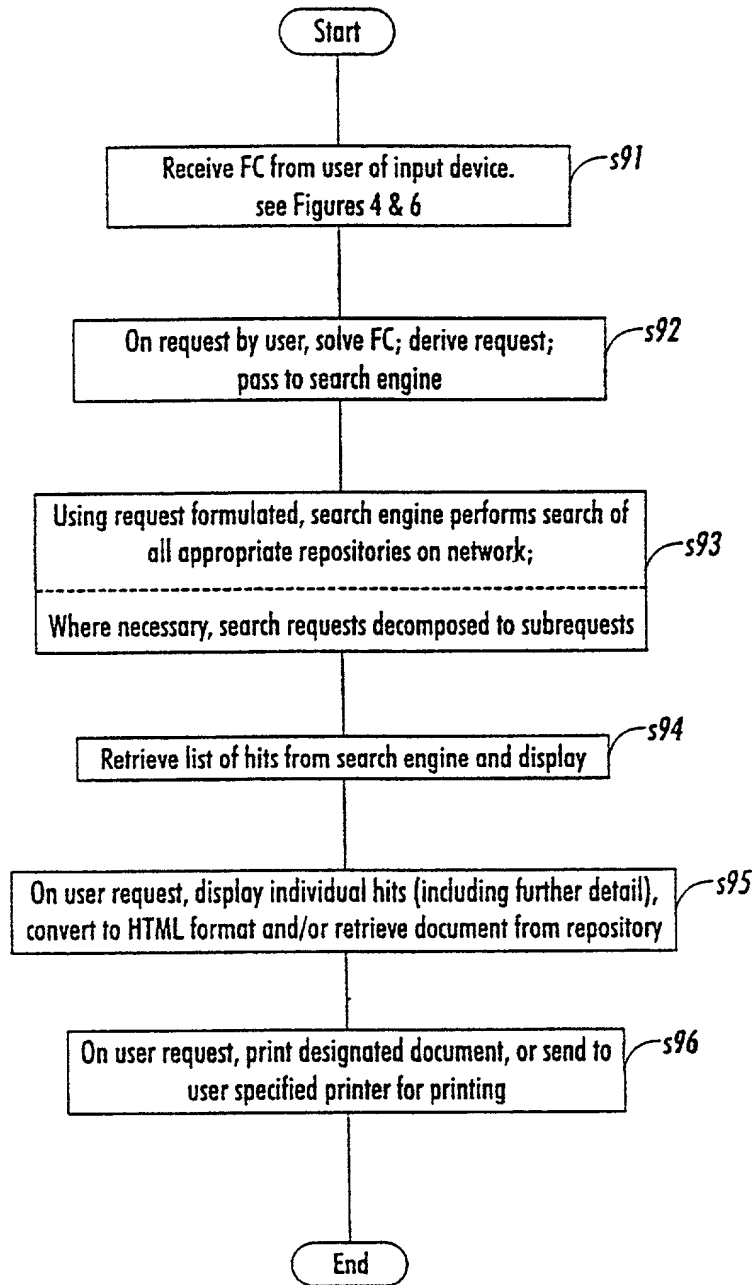 Start
Receive FC from user of input device.
see Figures 4 & 6
s91
On request by user, solve FC; derive request;
pass to search engine
s92
Using request formulated, search engine performs search of
all appropriate repositories on network;
s93
Where necessary, search requests decomposed to subrequests
Retrieve list of hits from search engine and display
s94
On user request, display individual hits (including further detail),
convert to HTML format and/or retrieve document from repository
s95
On user request, print designated document, or send to
user specified printer for printing
s96
End